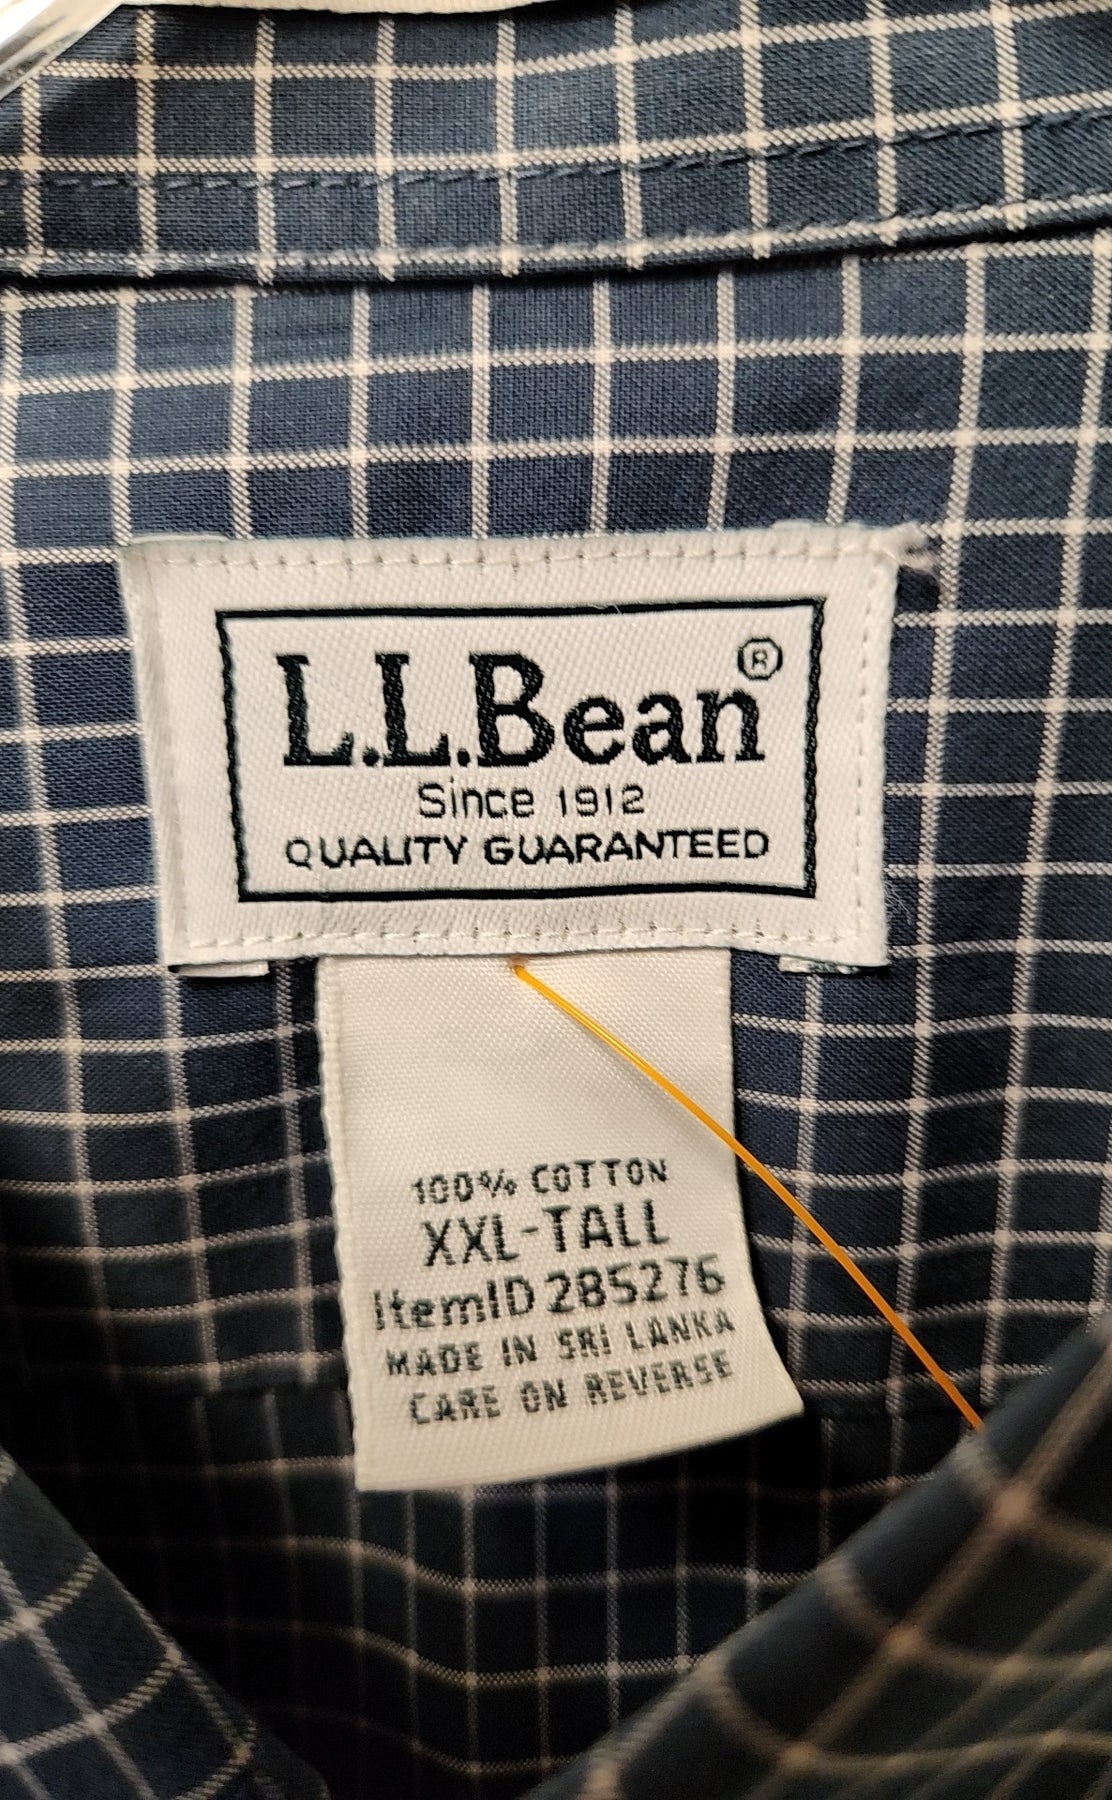 L.L.Bean®
Since 1912
QUALITY GUARANTEED
100% COTTON
XXL-TALL
ItemID 285276
MADE IN SRI LANKA
CARE ON REVERSE